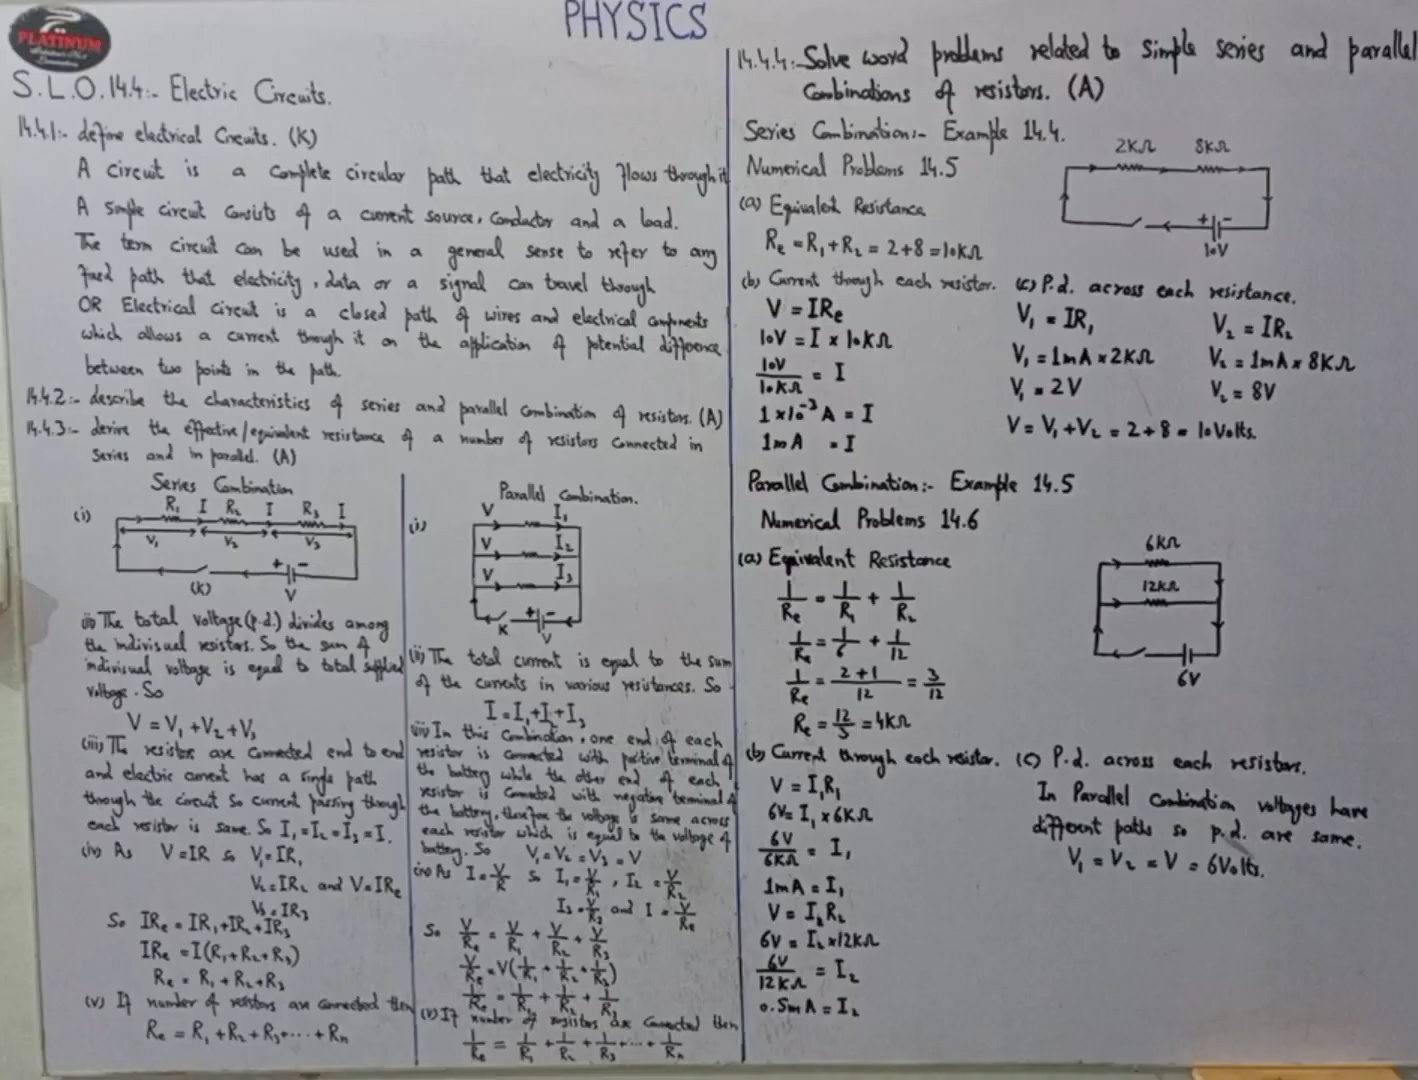 PHYSICS
PLATINUM
S.L.O.14.4:- Electric Circuits.
14.4.1:- define electrical Circuits. (K)
A circuit is a complete circular path that electricity flows through it
A simple circuit consists of a current source, conductor and a load.
The term circuit can be used in a general sense to refer to any
fixed path that electricity, data or a signal can travel through
OR Electrical circuit is a closed path of wires and electrical components
which allows a current through it on the application of potential difference
between two points in the path.
14.4.2:- describe the characteristics of series and parallel combination of resistors. (A)
14.4.3:- derive the effective/equivalent resistance of a number of resistors connected in
series and in parallel. (A)
Series Combination
(i)
R₁ I R₂ I R₃ I
V₁ V₂ V₃
+ -
(K) V
(ii) The total voltage (p.d.) divides among
the indivisual resistors. So the sum of
indivisual voltage is equal to total supplied
voltage. So
V = V₁ + V₂ + V₃
(iii) The resistors are connected end to end
and electric current has a single path
through the circuit so current passing through
each resistor is same. So I₁ = I₂ = I₃ = I.
(iv) As V = IR so V₁ = IR₁
V₂ = IR₂ and V = IRe
V₃ = IR₃
So IRe = IR₁ + IR₂ + IR₃
IRe = I(R₁ + R₂ + R₃)
Re = R₁ + R₂ + R₃
(v) If number of resistors are connected then
Re = R₁ + R₂ + R₃ + ... + Rn
Parallel Combination.
(i)
V I₁
V I₂
V I₃
+ -
K V
(ii) The total current is equal to the sum
of the currents in various resistances. So
I = I₁ + I₂ + I₃
(iii) In this combination, one end of each
resistor is connected with positive terminal of
the battery while the other end of each
resistor is connected with negative terminal of
the battery, therefore the voltage is same across
each resistor which is equal to the voltage of
battery. So V₁ = V₂ = V₃ = V
(iv) As I = V/R so I₁ = V/R₁, I₂ = V/R₂
I₃ = V/R₃ and I = V/Re
So V/Re = V/R₁ + V/R₂ + V/R₃
V/Re = V(1/R₁ + 1/R₂ + 1/R₃)
1/Re = 1/R₁ + 1/R₂ + 1/R₃
(v) If number of resistors are connected then
1/Re = 1/R₁ + 1/R₂ + 1/R₃ + ... + 1/Rn
14.4.4:- Solve word problems related to simple series and parallel
Combinations of resistors. (A)
Series Combination:- Example 14.4.
Numerical Problems 14.5
2KΩ 8KΩ
+ -
10V
(a) Equivalent Resistance
Re = R₁ + R₂ = 2 + 8 = 10KΩ
(b) Current through each resistor.
V = IRe
10V = I x 10KΩ
10V/10KΩ = I
1 x 10⁻³ A = I
1mA = I
(c) P.d. across each resistance.
V₁ = IR₁ V₂ = IR₂
V₁ = 1mA x 2KΩ V₂ = 1mA x 8KΩ
V₁ = 2V V₂ = 8V
V = V₁ + V₂ = 2 + 8 = 10Volts.
Parallel Combination:- Example 14.5
Numerical Problems 14.6
6KΩ
12KΩ
6V
(a) Equivalent Resistance
1/Re = 1/R₁ + 1/R₂
1/Re = 1/6 + 1/12
1/Re = 2+1/12 = 3/12
Re = 12/3 = 4KΩ
(b) Current through each resistor.
V = I₁R₁
6V = I₁ x 6KΩ
6V/6KΩ = I₁
1mA = I₁
V = I₂R₂
6V = I₂ x 12KΩ
6V/12KΩ = I₂
0.5mA = I₂
(c) P.d. across each resistors.
In Parallel Combination voltages have
different paths so p.d. are same.
V₁ = V₂ = V = 6Volts.